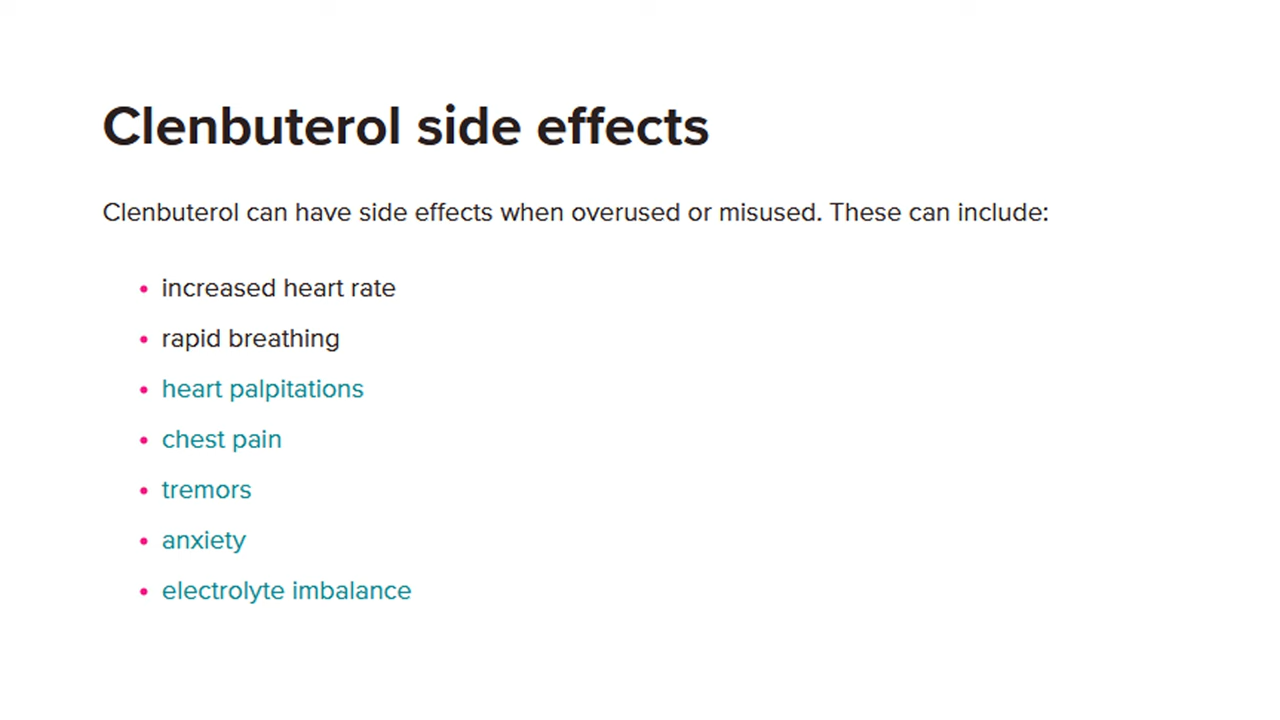 Clenbuterol side effects
Clenbuterol can have side effects when overused or misused. These can include:
• increased heart rate
• rapid breathing
• heart palpitations
• chest pain
• tremors
• anxiety
• electrolyte imbalance